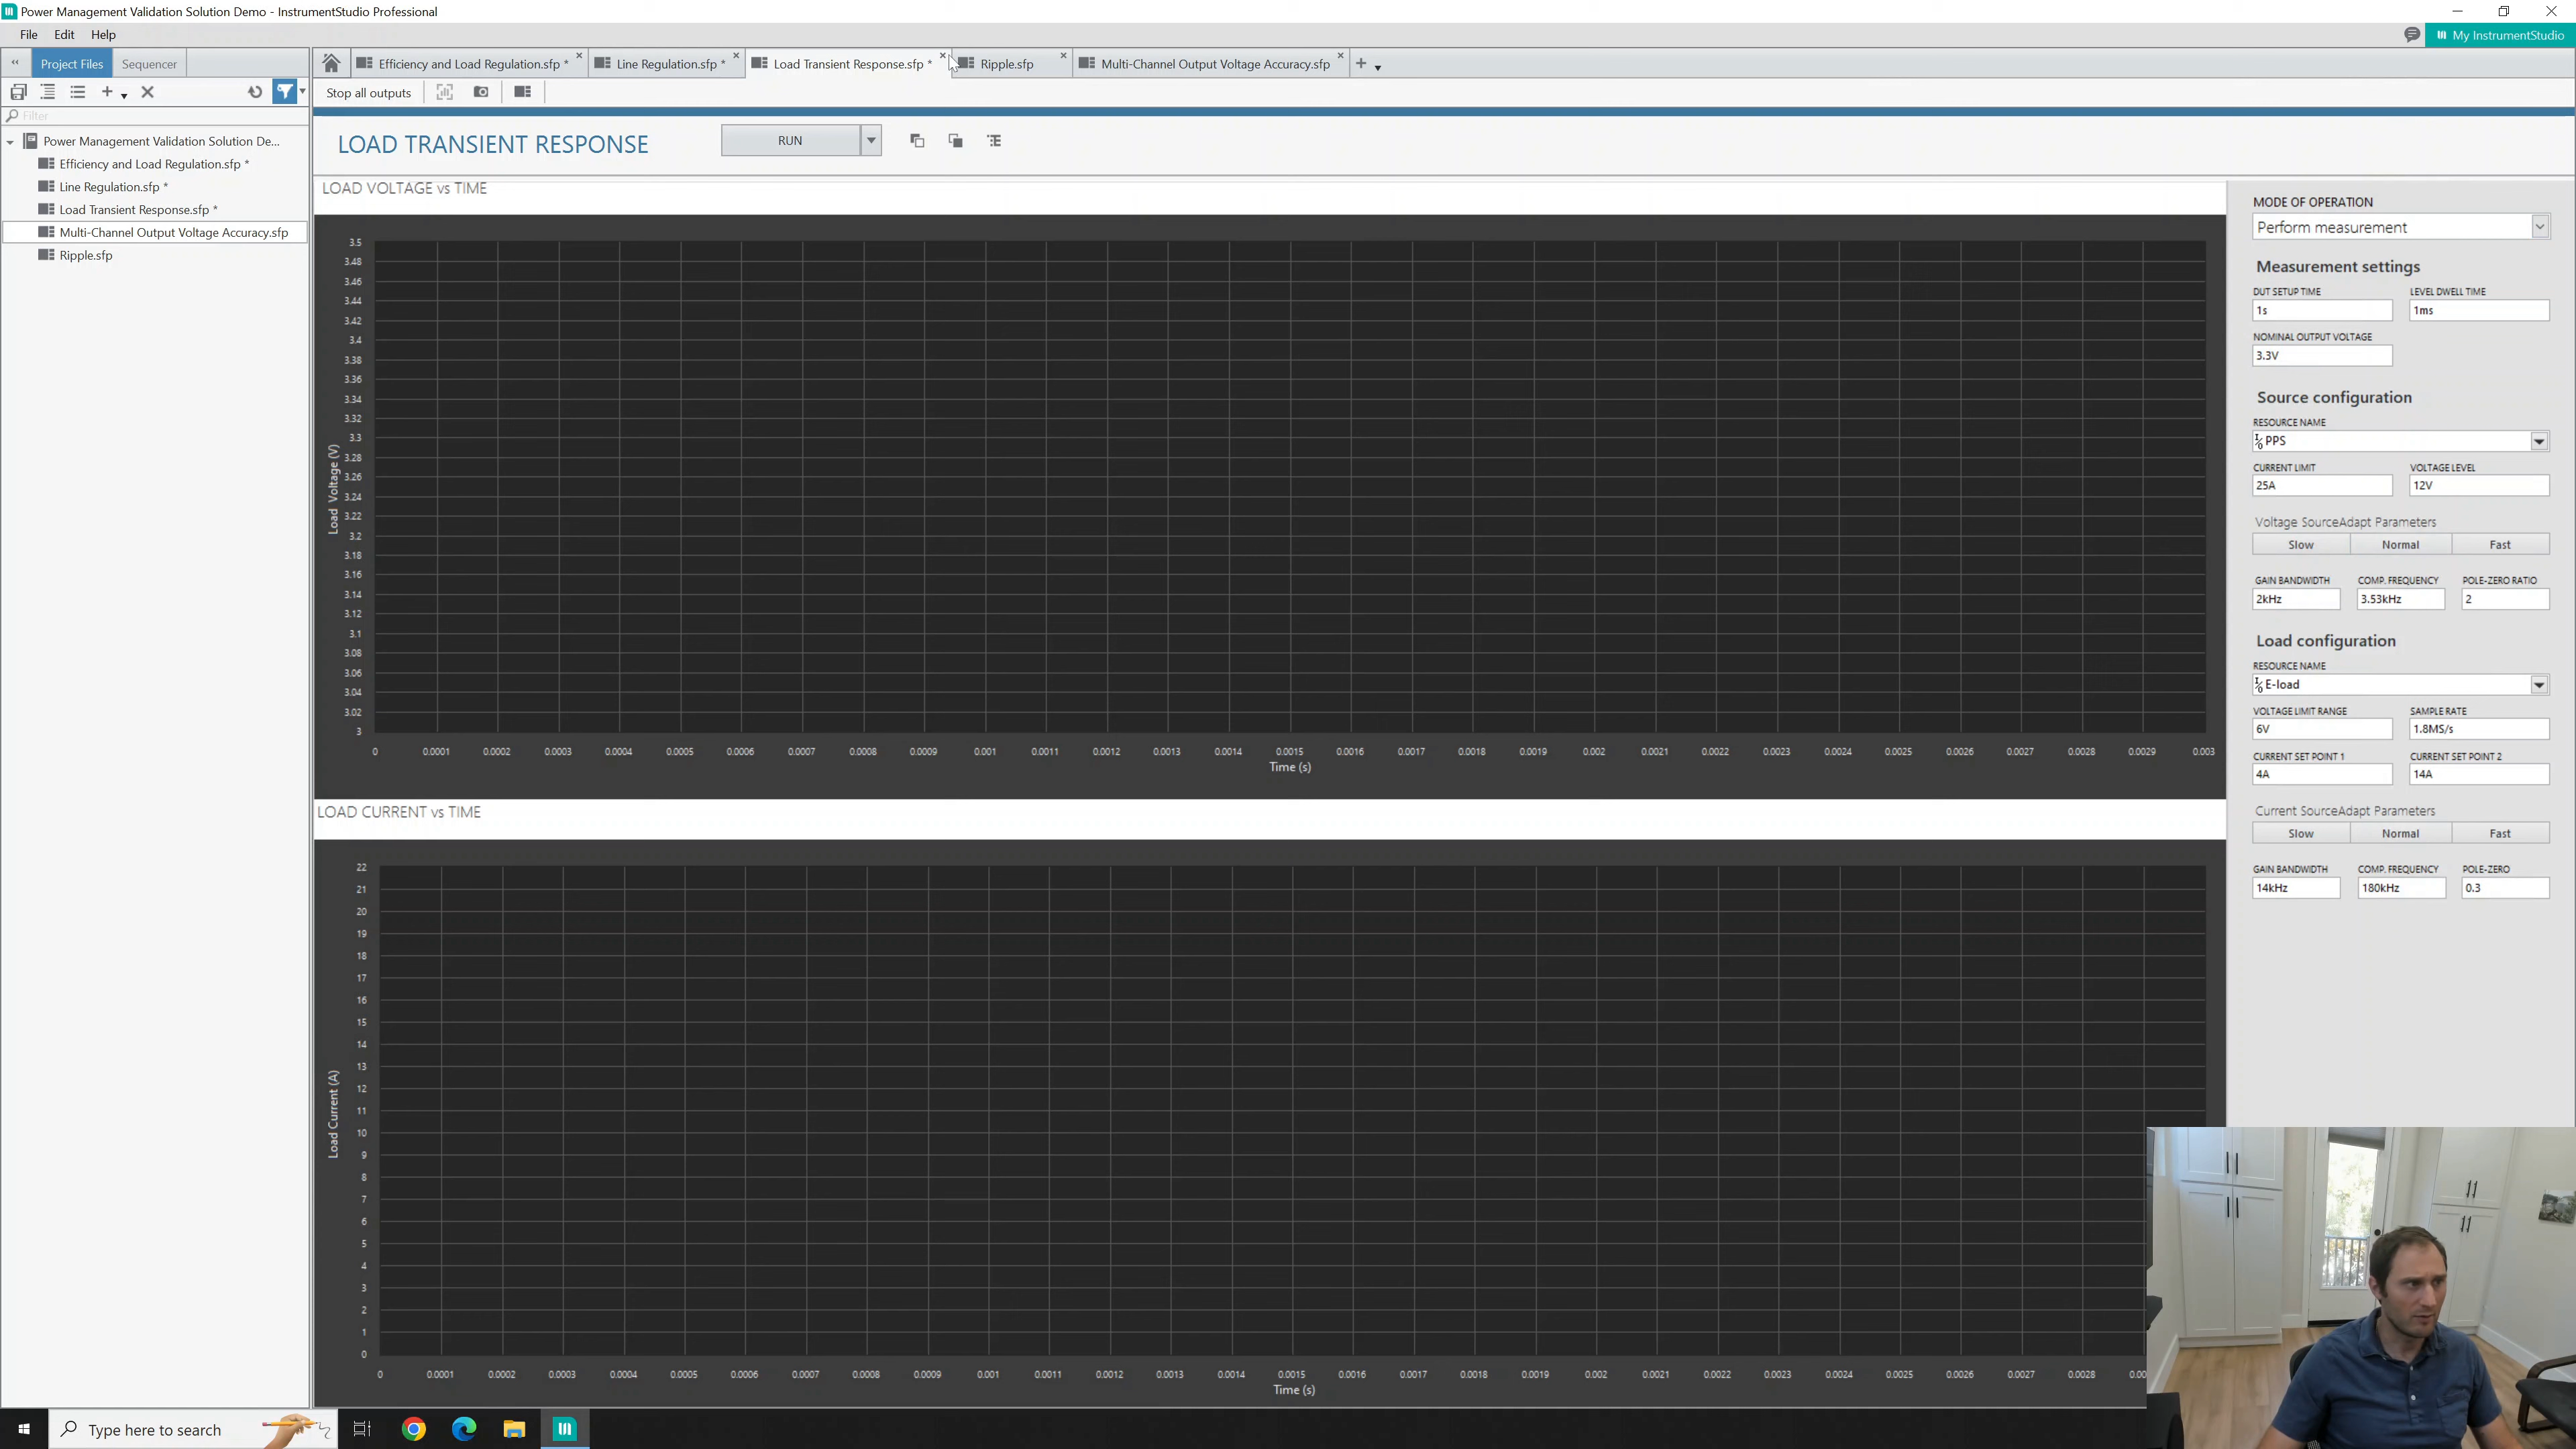 Power Management Validation Solution Demo - InstrumentStudio Professional
File Edit Help
My InstrumentStudio
Project Files Sequencer
Efficiency and Load Regulation.sfp * Line Regulation.sfp * Load Transient Response.sfp * Ripple.sfp Multi-Channel Output Voltage Accuracy.sfp
Stop all outputs
Filter
Power Management Validation Solution De...
Efficiency and Load Regulation.sfp *
Line Regulation.sfp *
Load Transient Response.sfp *
Multi-Channel Output Voltage Accuracy.sfp
Ripple.sfp
LOAD TRANSIENT RESPONSE
RUN
LOAD VOLTAGE vs TIME
3.5
3.48
3.46
3.44
3.42
3.4
3.38
3.36
3.34
3.32
3.3
3.28
3.26
3.24
3.22
3.2
3.18
3.16
3.14
3.12
3.1
3.08
3.06
3.04
3.02
3
Load Voltage (V)
0 0.0001 0.0002 0.0003 0.0004 0.0005 0.0006 0.0007 0.0008 0.0009 0.001 0.0011 0.0012 0.0013 0.0014 0.0015 0.0016 0.0017 0.0018 0.0019 0.002 0.0021 0.0022 0.0023 0.0024 0.0025 0.0026 0.0027 0.0028 0.0029 0.003
Time (s)
LOAD CURRENT vs TIME
22
21
20
19
18
17
16
15
14
13
12
11
10
9
8
7
6
5
4
3
2
1
0
Load Current (A)
0 0.0001 0.0002 0.0003 0.0004 0.0005 0.0006 0.0007 0.0008 0.0009 0.001 0.0011 0.0012 0.0013 0.0014 0.0015 0.0016 0.0017 0.0018 0.0019 0.002 0.0021 0.0022 0.0023 0.0024 0.0025 0.0026 0.0027 0.0028
Time (s)
MODE OF OPERATION
Perform measurement
Measurement settings
DUT SETUP TIME LEVEL DWELL TIME
1s 1ms
NOMINAL OUTPUT VOLTAGE
3.3V
Source configuration
RESOURCE NAME
PPS
CURRENT LIMIT VOLTAGE LEVEL
25A 12V
Voltage SourceAdapt Parameters
Slow Normal Fast
GAIN BANDWIDTH COMP. FREQUENCY POLE-ZERO RATIO
2kHz 3.53kHz 2
Load configuration
RESOURCE NAME
E-load
VOLTAGE LIMIT RANGE SAMPLE RATE
6V 1.8MS/s
CURRENT SET POINT 1 CURRENT SET POINT 2
4A 14A
Current SourceAdapt Parameters
Slow Normal Fast
GAIN BANDWIDTH COMP. FREQUENCY POLE-ZERO
14kHz 180kHz 0.3
Type here to search